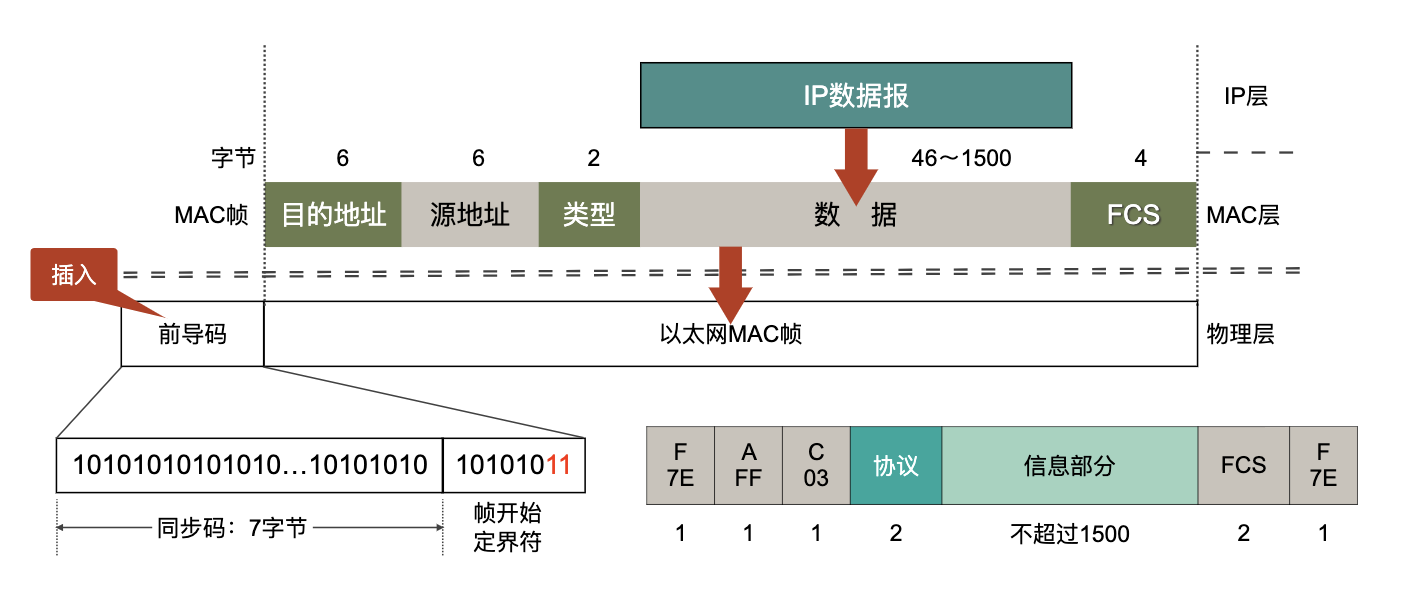 IP数据报
IP层
字节
6
6
2
46～1500
4
MAC帧
目的地址
源地址
类型
数 据
FCS
MAC层
插入
前导码
以太网MAC帧
物理层
10101010101010…10101010
10101011
同步码：7字节
帧开始
定界符
F
7E
A
FF
C
03
协议
信息部分
FCS
F
7E
1
1
1
2
不超过1500
2
1